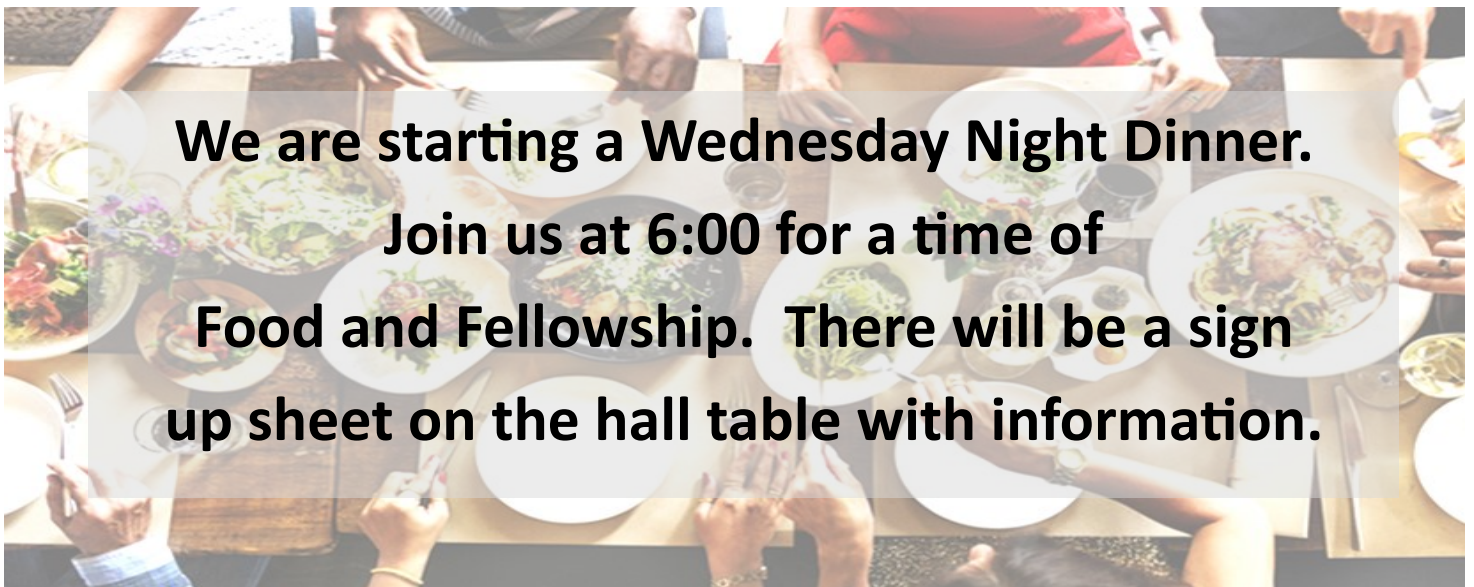 We are starting a Wednesday Night Dinner.
Join us at 6:00 for a time of
Food and Fellowship.  There will be a sign
up sheet on the hall table with information.